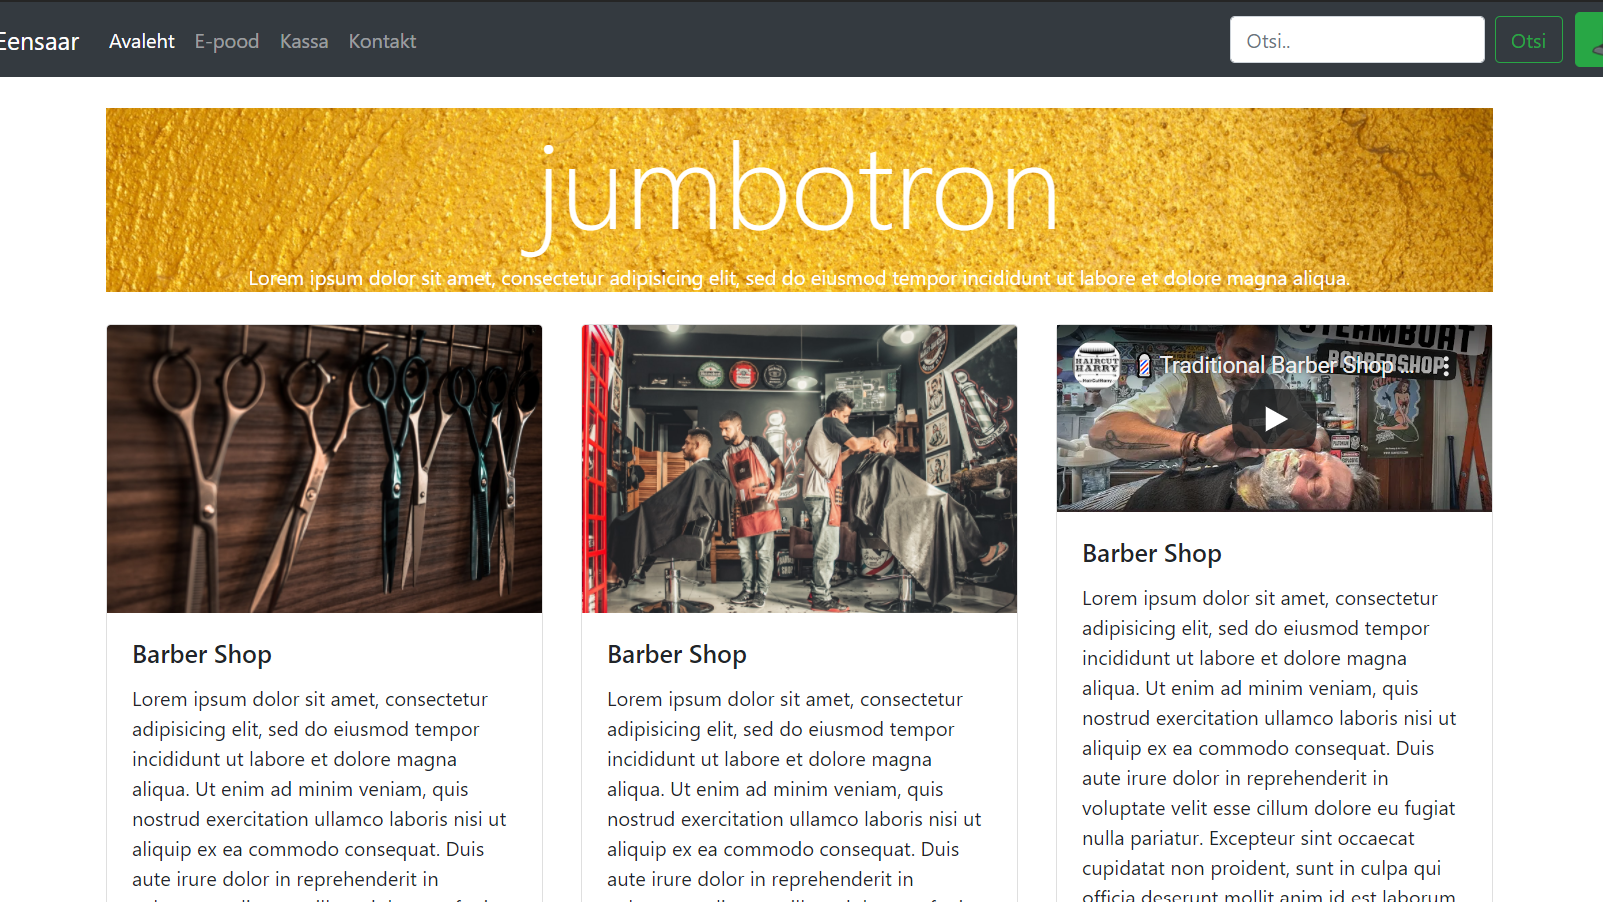 Eensaar Avaleht E-pood Kassa Kontakt Otsi.. Otsi
jumbotron
Lorem ipsum dolor sit amet, consectetur adipisicing elit, sed do eiusmod tempor incididunt ut labore et dolore magna aliqua.
Barber Shop
Lorem ipsum dolor sit amet, consectetur
adipisicing elit, sed do eiusmod tempor
incididunt ut labore et dolore magna
aliqua. Ut enim ad minim veniam, quis
nostrud exercitation ullamco laboris nisi ut
aliquip ex ea commodo consequat. Duis
aute irure dolor in reprehenderit in
Barber Shop
Lorem ipsum dolor sit amet, consectetur
adipisicing elit, sed do eiusmod tempor
incididunt ut labore et dolore magna
aliqua. Ut enim ad minim veniam, quis
nostrud exercitation ullamco laboris nisi ut
aliquip ex ea commodo consequat. Duis
aute irure dolor in reprehenderit in
STEAMBOAT
BARBERSHOP
HAIRCUT
HARRY
Traditional Barber Shop ...
Barber Shop
Lorem ipsum dolor sit amet, consectetur
adipisicing elit, sed do eiusmod tempor
incididunt ut labore et dolore magna
aliqua. Ut enim ad minim veniam, quis
nostrud exercitation ullamco laboris nisi ut
aliquip ex ea commodo consequat. Duis
aute irure dolor in reprehenderit in
voluptate velit esse cillum dolore eu fugiat
nulla pariatur. Excepteur sint occaecat
cupidatat non proident, sunt in culpa qui
officia deserunt mollit anim id est laborum